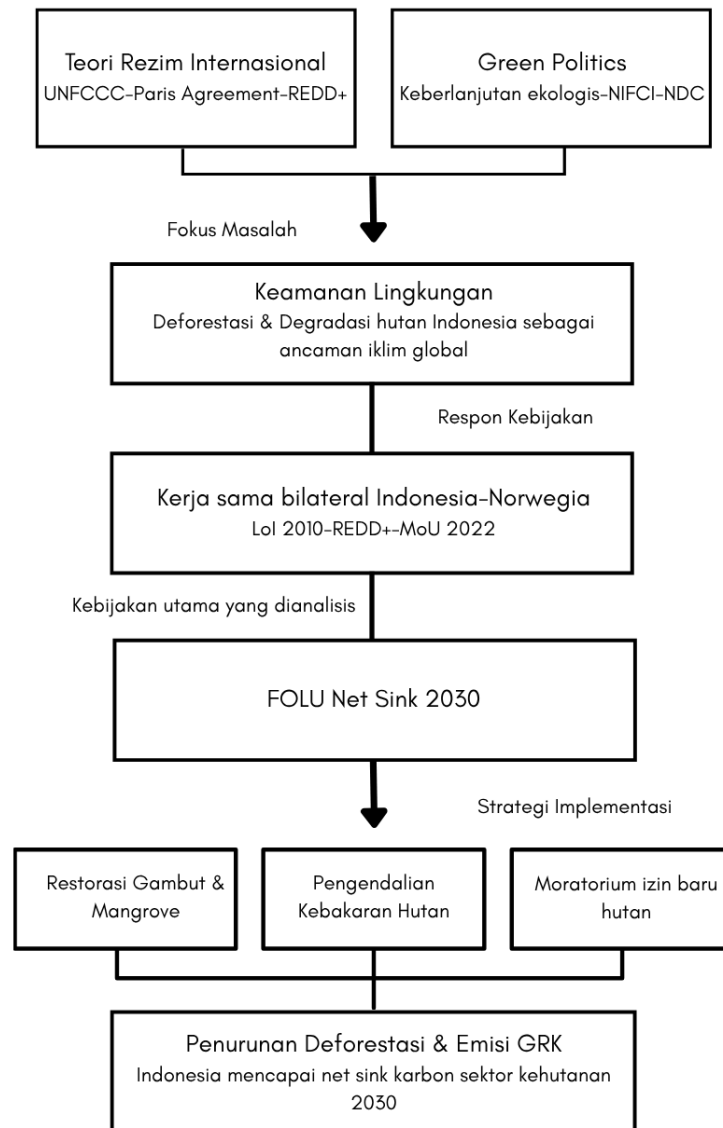 Teori Rezim Internasional
UNFCCC-Paris Agreement-REDD+
Green Politics
Keberlanjutan ekologis-NIFCI-NDC
Fokus Masalah
Keamanan Lingkungan
Deforestasi & Degradasi hutan Indonesia sebagai
ancaman iklim global
Respon Kebijakan
Kerja sama bilateral Indonesia-Norwegia
LoI 2010-REDD+-MoU 2022
Kebijakan utama yang dianalisis
FOLU Net Sink 2030
Strategi Implementasi
Restorasi Gambut &
Mangrove
Pengendalian
Kebakaran Hutan
Moratorium izin baru
hutan
Penurunan Deforestasi & Emisi GRK
Indonesia mencapai net sink karbon sektor kehutanan
2030